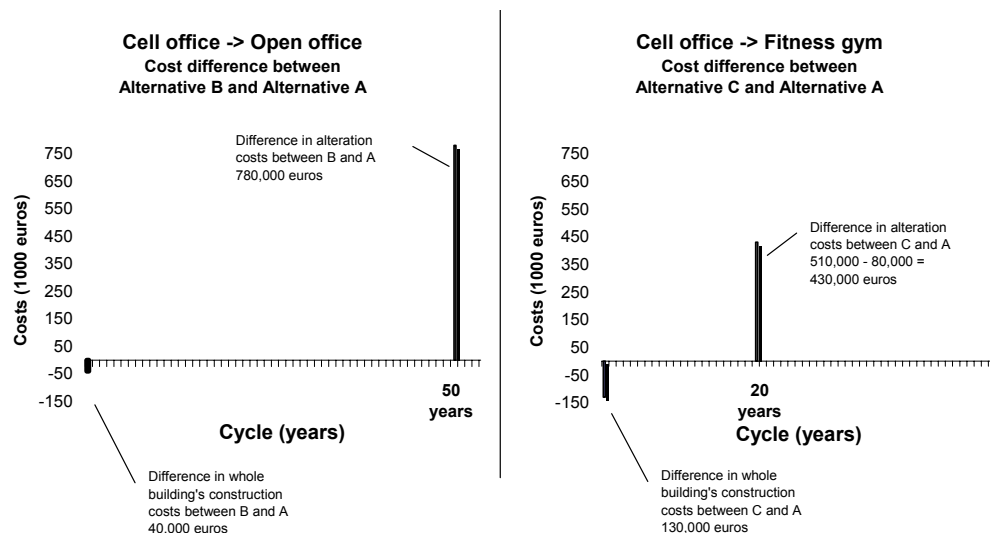 Cell office -> Open office
Cost difference between
Alternative B and Alternative A
Difference in alteration
costs between B and A
780,000 euros
750
650
550
450
350
250
150
50
-50
-150
Costs (1000 euros)
50
years
Cycle (years)
Difference in whole
building's construction
costs between B and A
40,000 euros
Cell office -> Fitness gym
Cost difference between
Alternative C and Alternative A
750
650
550
450
350
250
150
50
-50
-150
Costs (1000 euros)
Difference in alteration
costs between C and A
510,000 - 80,000 =
430,000 euros
20
years
Cycle (years)
Difference in whole
building's construction
costs between C and A
130,000 euros